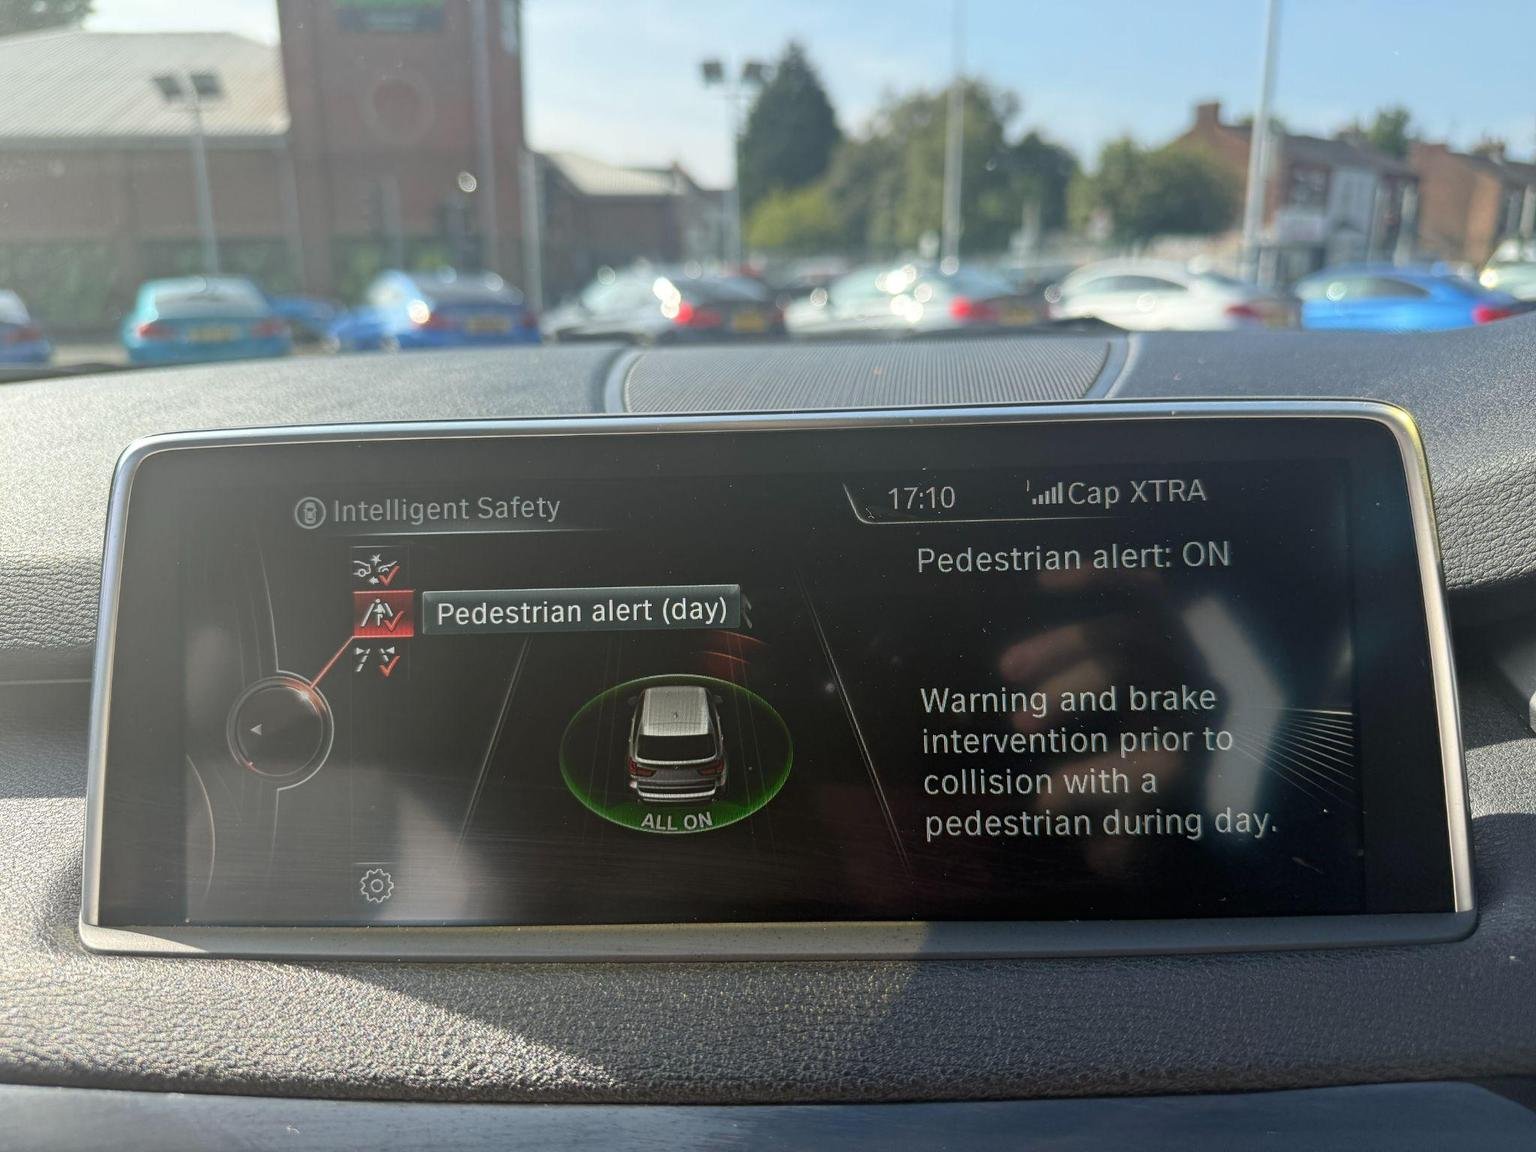 Intelligent Safety
17:10
Cap XTRA
Pedestrian alert (day)
ALL ON
Pedestrian alert: ON
Warning and brake
intervention prior to
collision with a
pedestrian during day.